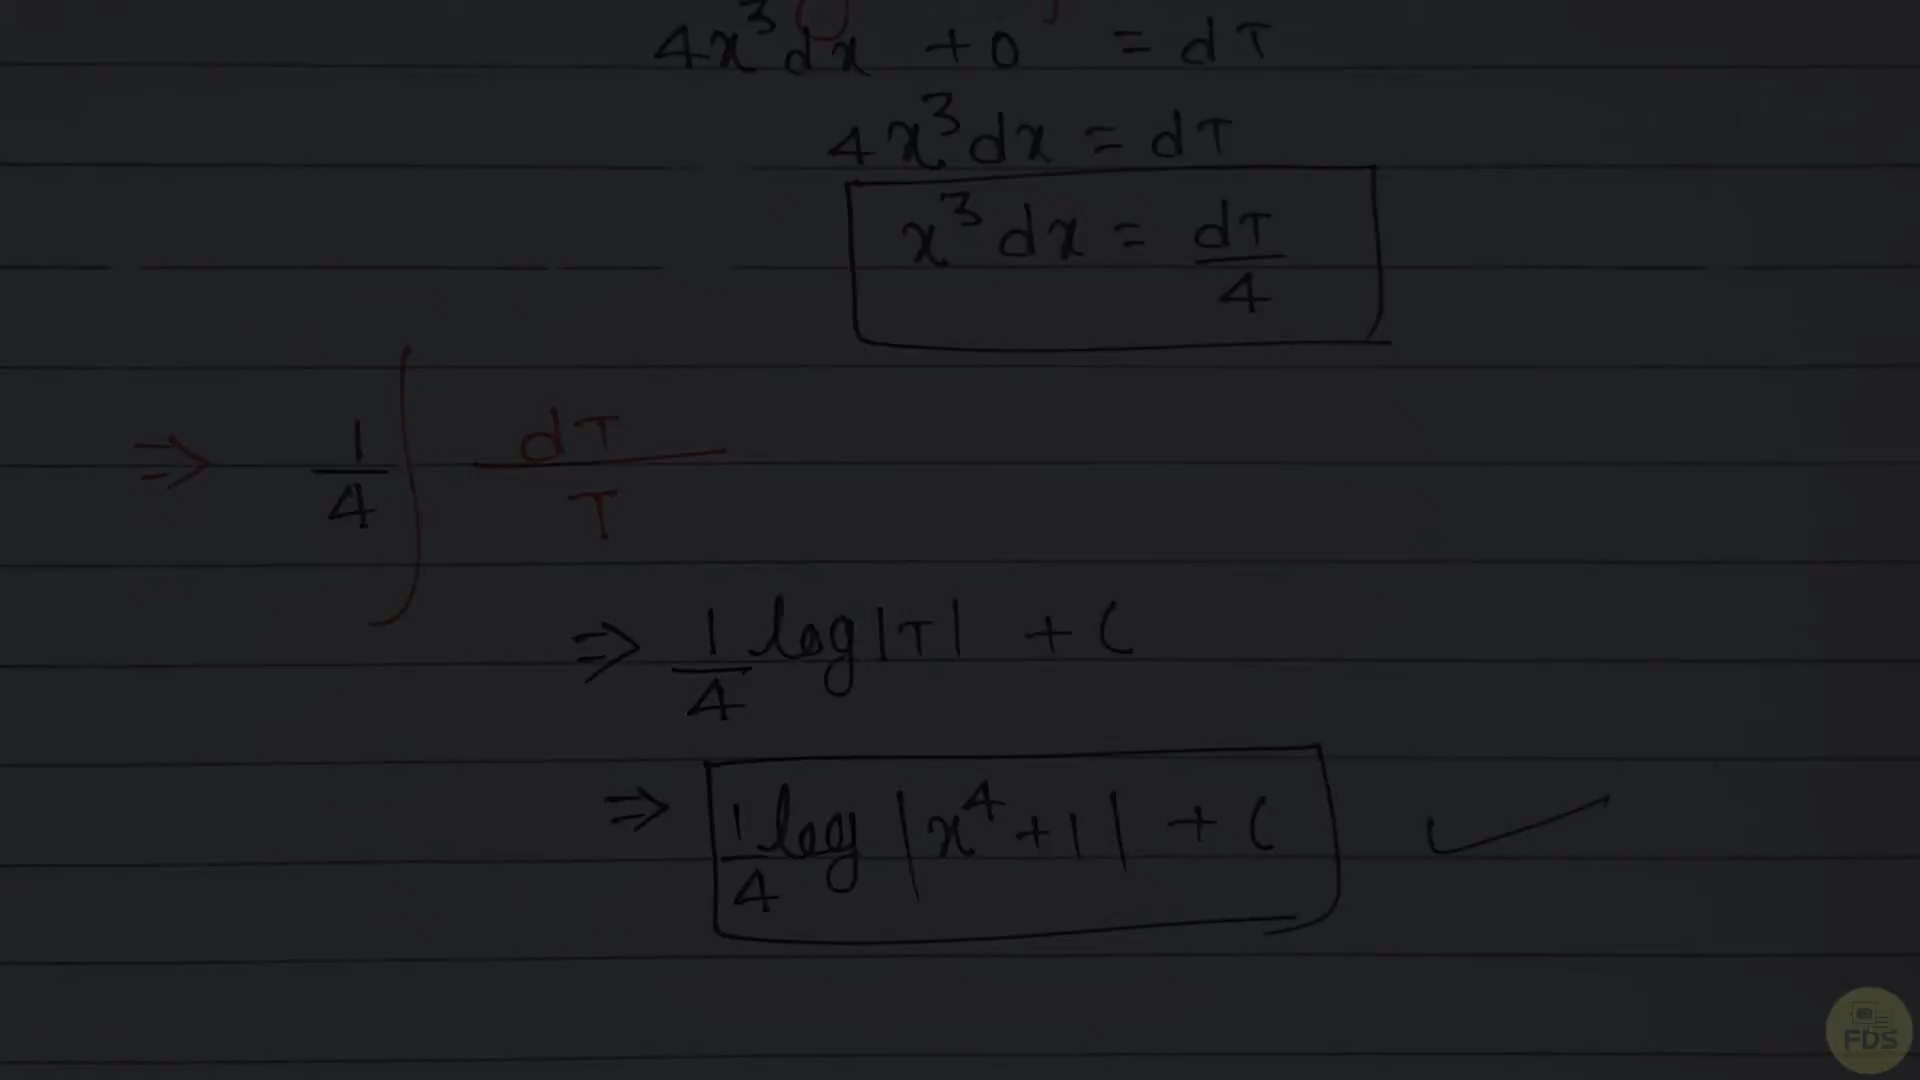 4x³dx + 0 = dT
4x³dx = dT
x³dx = dT/4
⇒ 1/4 ∫ dT/T
⇒ 1/4 log|T| + C
⇒ 1/4 log|x⁴+1| + C
FDS